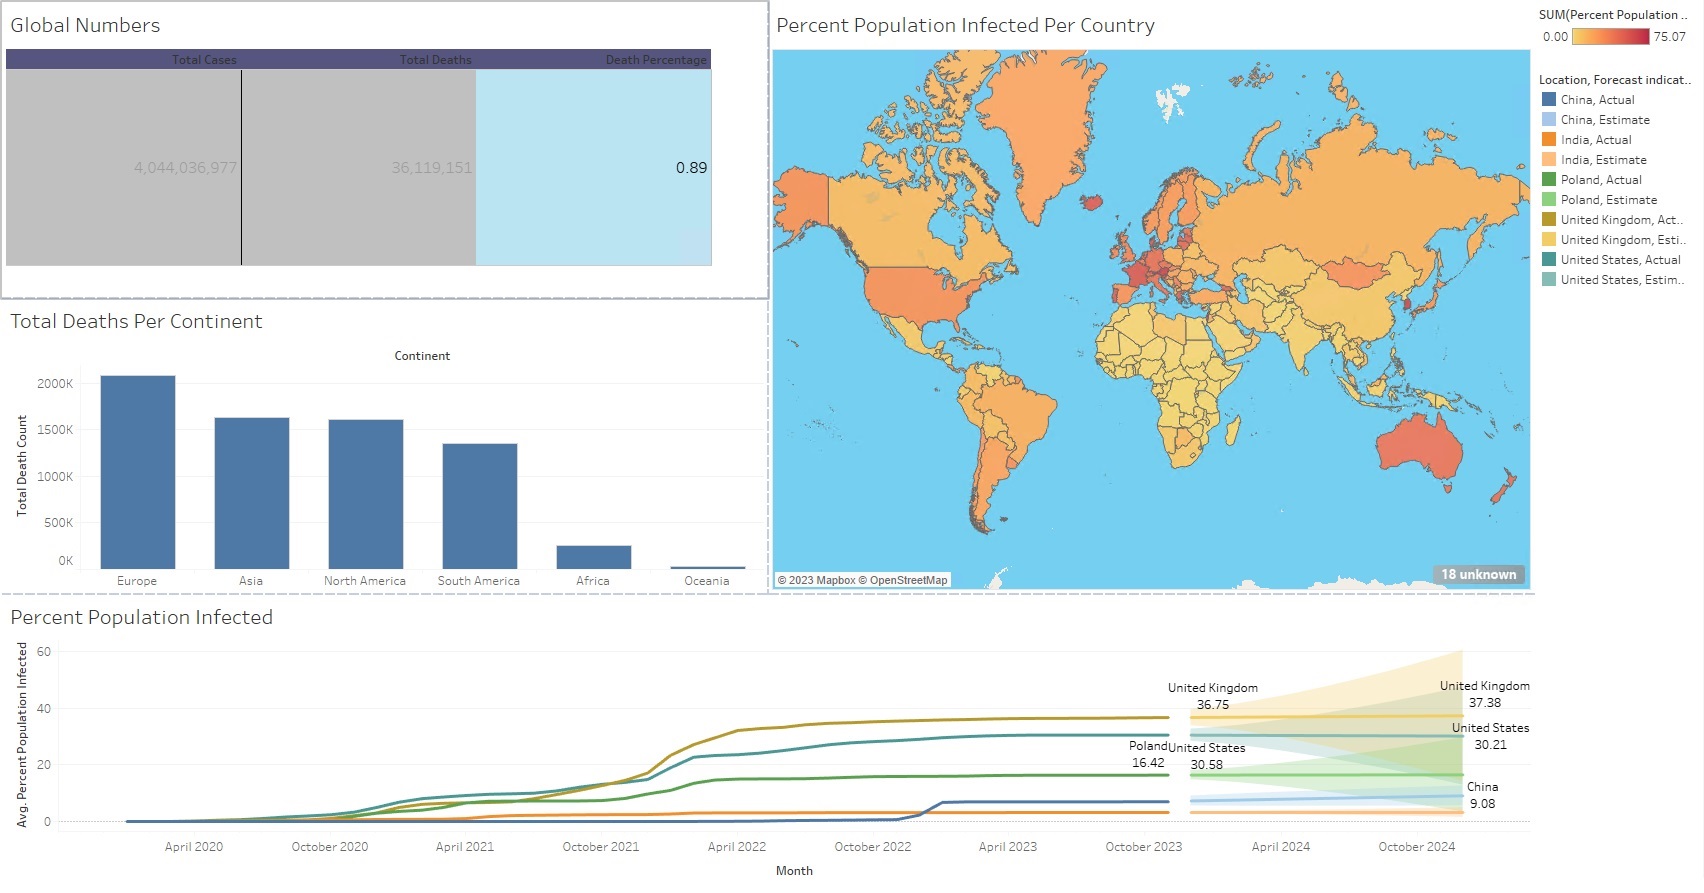 Global Numbers
Total Cases Total Deaths Death Percentage
4,044,036,977 36,119,151 0.89
Total Deaths Per Continent
Continent
Total Death Count
2000K
1500K
1000K
500K
0K
Europe Asia North America South America Africa Oceania
Percent Population Infected Per Country
© 2023 Mapbox © OpenStreetMap
18 unknown
SUM(Percent Population ..
0.00 75.07
Location, Forecast indicat..
China, Actual
China, Estimate
India, Actual
India, Estimate
Poland, Actual
Poland, Estimate
United Kingdom, Act..
United Kingdom, Esti..
United States, Actual
United States, Estim..
Percent Population Infected
Avg. Percent Population Infected
60
40
20
0
United Kingdom
36.75
United Kingdom
37.38
United States
30.21
Poland
16.42
United States
30.58
China
9.08
April 2020 October 2020 April 2021 October 2021 April 2022 October 2022 April 2023 October 2023 April 2024 October 2024
Month